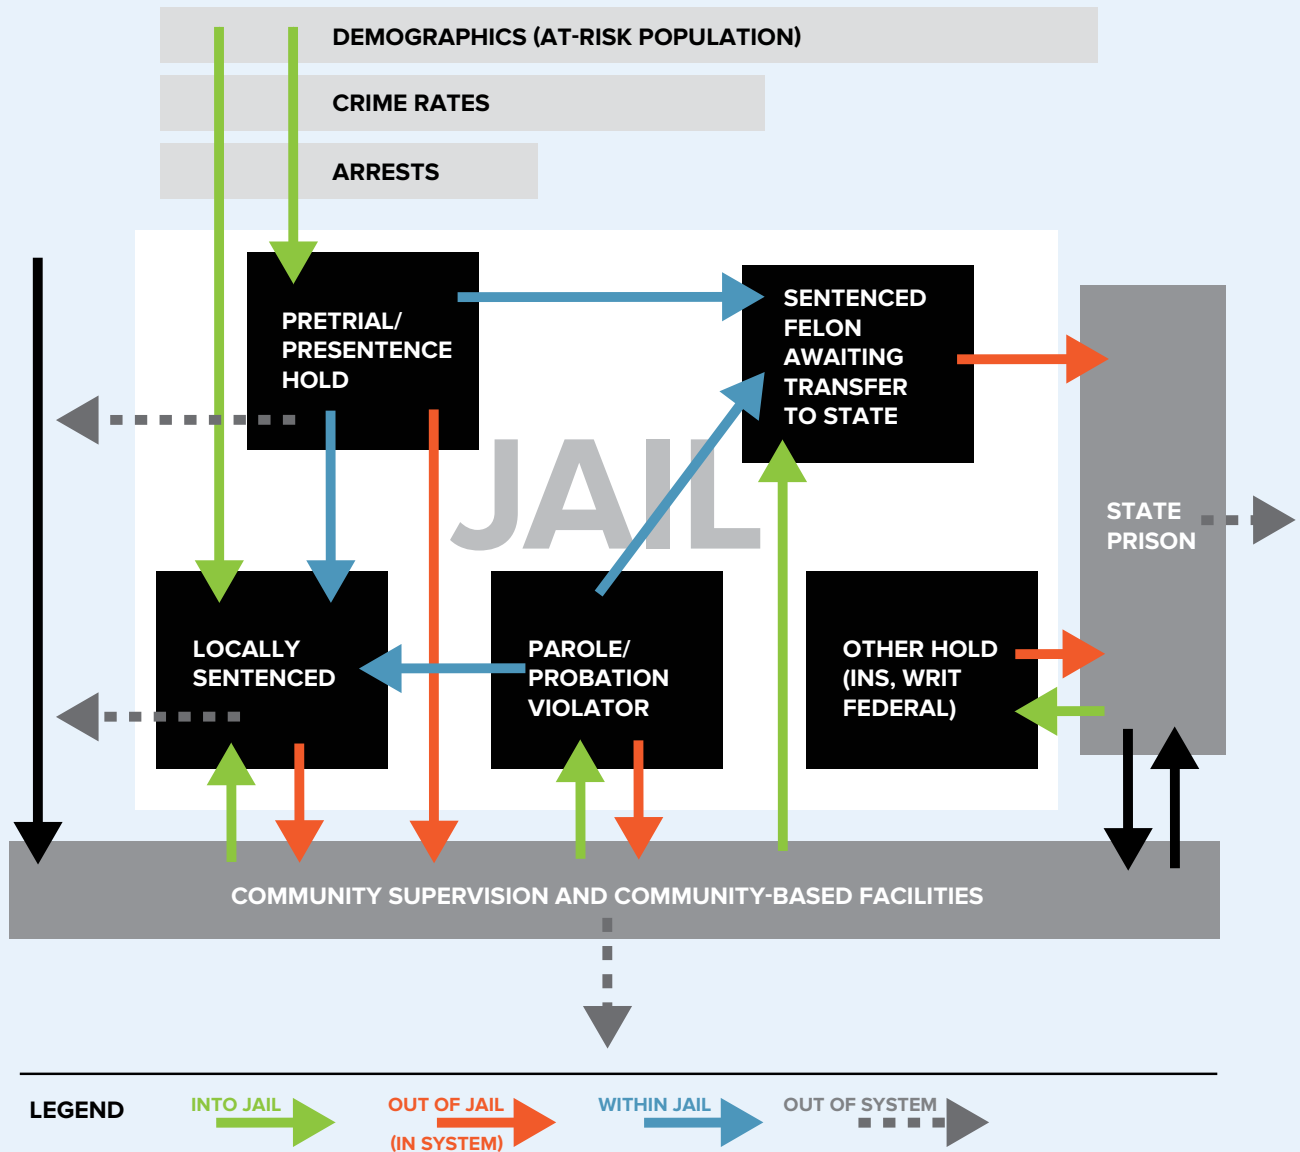 DEMOGRAPHICS (AT-RISK POPULATION)
CRIME RATES
ARRESTS
PRETRIAL/
PRESENTENCE
HOLD
SENTENCED
FELON
AWAITING
TRANSFER
TO STATE
JAIL
STATE
PRISON
LOCALLY
SENTENCED
PAROLE/
PROBATION
VIOLATOR
OTHER HOLD
(INS, WRIT
FEDERAL)
COMMUNITY SUPERVISION AND COMMUNITY-BASED FACILITIES
LEGEND
INTO JAIL
OUT OF JAIL
(IN SYSTEM)
WITHIN JAIL
OUT OF SYSTEM